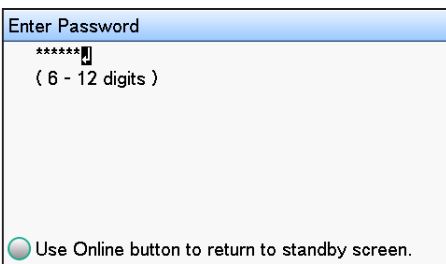 Enter Password
******↵
( 6 - 12 digits )
Use Online button to return to standby screen.